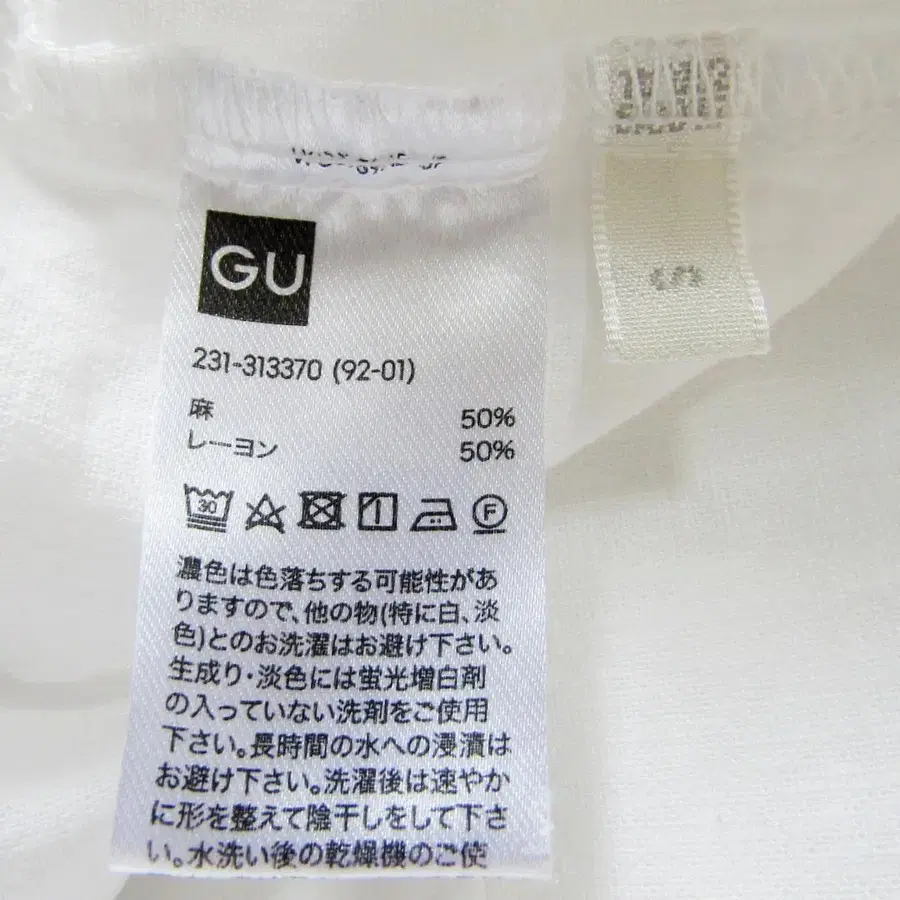 GU
231-313370 (92-01)
麻 50%
レーヨン 50%
30
F
濃色は色落ちする可能性があ
りますので、他の物(特に白、淡
色)とのお洗濯はお避け下さい。
生成り・淡色には蛍光増白剤
の入っていない洗剤をご使用
下さい。長時間の水への浸漬は
お避け下さい。洗濯後は速やか
に形を整えて陰干しをして下さ
い。水洗い後の乾燥機のご使
S